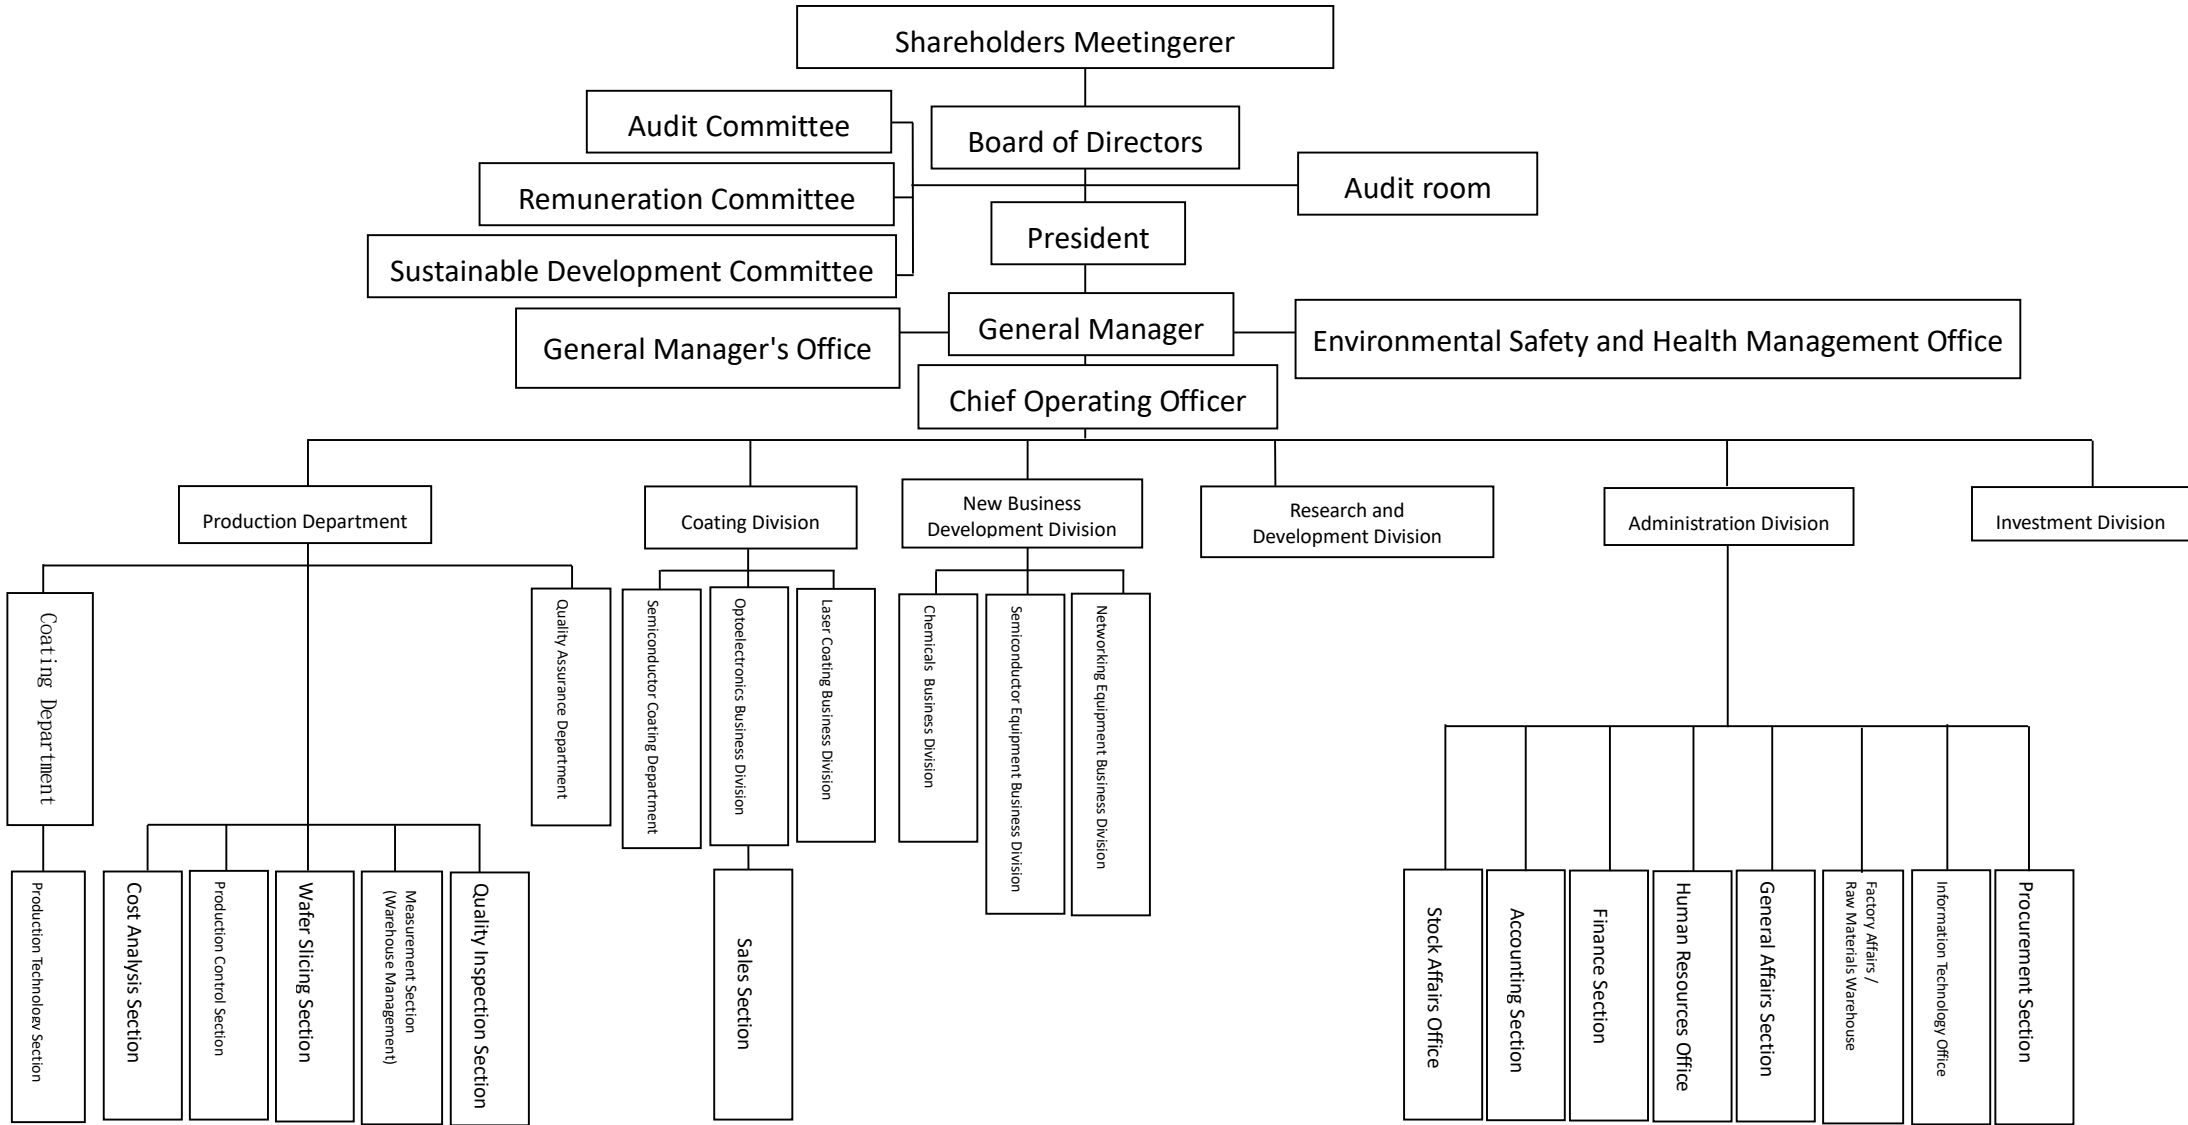 Shareholders Meetingerer
Audit Committee
Board of Directors
Remuneration Committee
Audit room
President
Sustainable Development Committee
General Manager
General Manager's Office
Environmental Safety and Health Management Office
Chief Operating Officer
Production Department
Coating Division
New Business
Development Division
Research and
Development Division
Administration Division
Investment Division
Coating Department
Quality Assurance Department
Semiconductor Coating Department
Optoelectronics Business Division
Laser Coating Business Division
Chemicals Business Division
Semiconductor Equipment Business Division
Networking Equipment Business Division
Production Technology Section
Cost Analysis Section
Production Control Section
Wafer Slicing Section
Measurement Section
(Warehouse Management)
Quality Inspection Section
Sales Section
Stock Affairs Office
Accounting Section
Finance Section
Human Resources Office
General Affairs Section
Factory Affairs /
Raw Materials Warehouse
Information Technology Office
Procurement Section